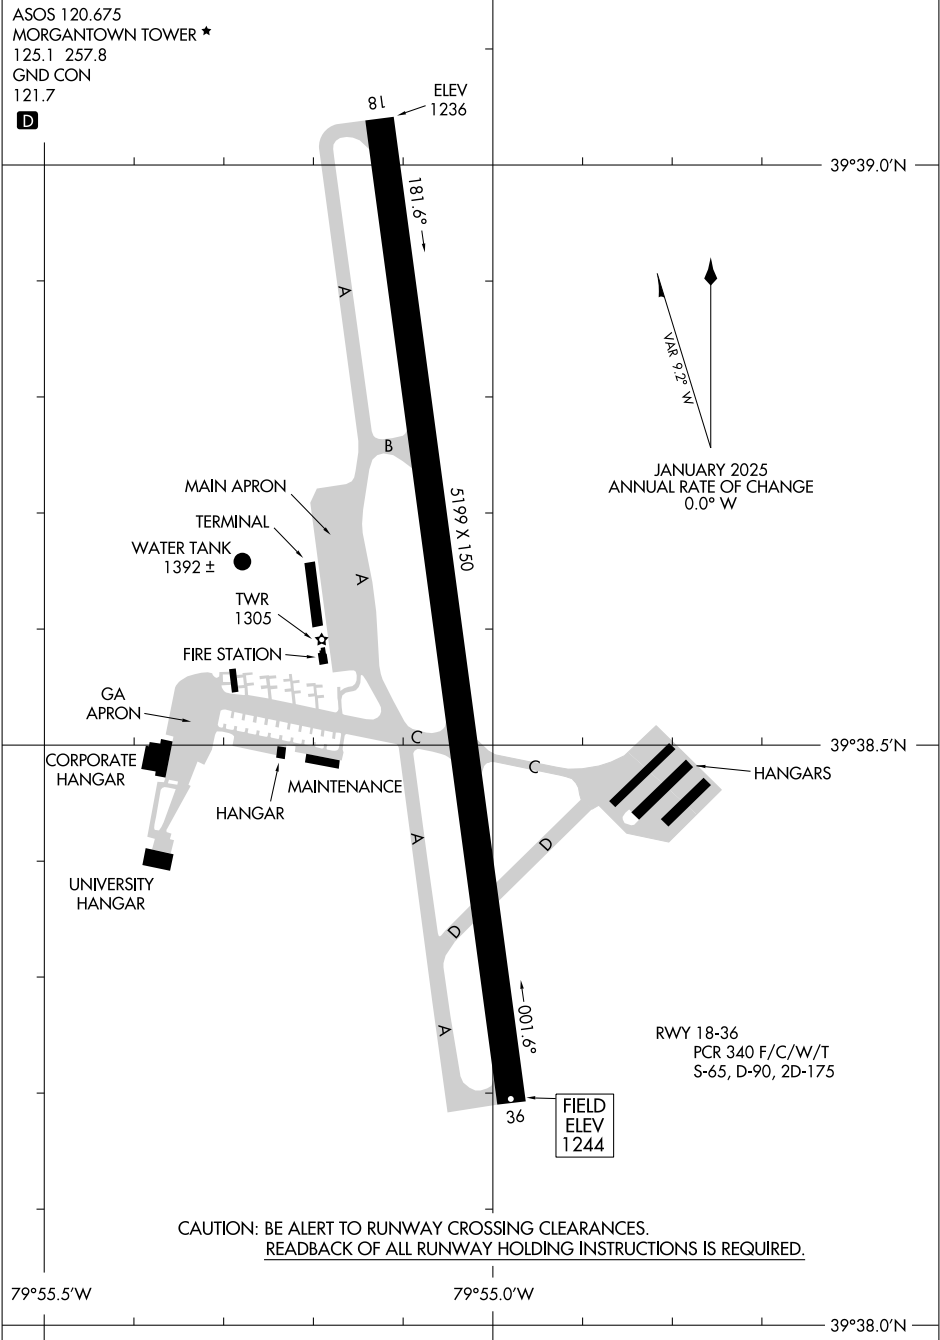 ASOS 120.675
MORGANTOWN TOWER ★
125.1 257.8
GND CON
121.7
D
18
ELEV
1236
39°39.0'N
181.6°
A
VAR 9.2° W
JANUARY 2025
ANNUAL RATE OF CHANGE
0.0° W
B
MAIN APRON
5199 X 150
TERMINAL
WATER TANK
1392 ±
A
TWR
1305
FIRE STATION
GA
APRON
C
39°38.5'N
CORPORATE
HANGAR
C
HANGARS
MAINTENANCE
HANGAR
A
D
UNIVERSITY
HANGAR
D
001.6°
A
RWY 18-36
PCR 340 F/C/W/T
S-65, D-90, 2D-175
36
FIELD
ELEV
1244
CAUTION: BE ALERT TO RUNWAY CROSSING CLEARANCES.
READBACK OF ALL RUNWAY HOLDING INSTRUCTIONS IS REQUIRED.
79°55.5'W
79°55.0'W
39°38.0'N